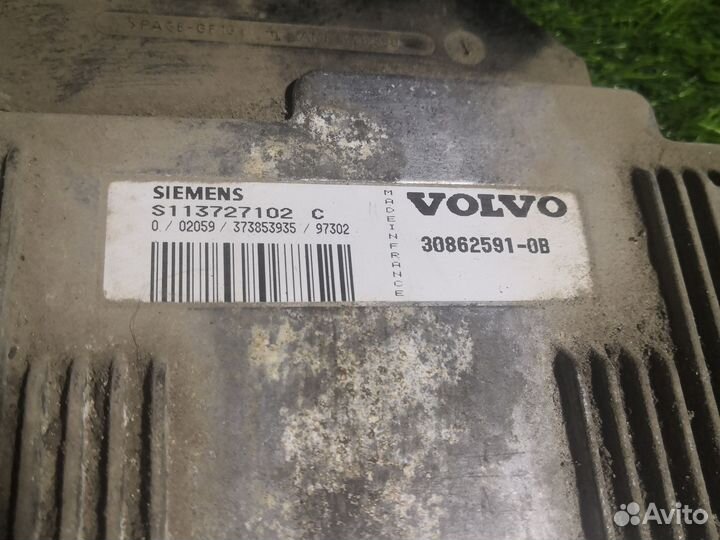 SIEMENS
S113727102 C
0 / 02059 / 373853935 / 97302
MADE IN FRANCE
VOLVO
30862591-0B
Avito